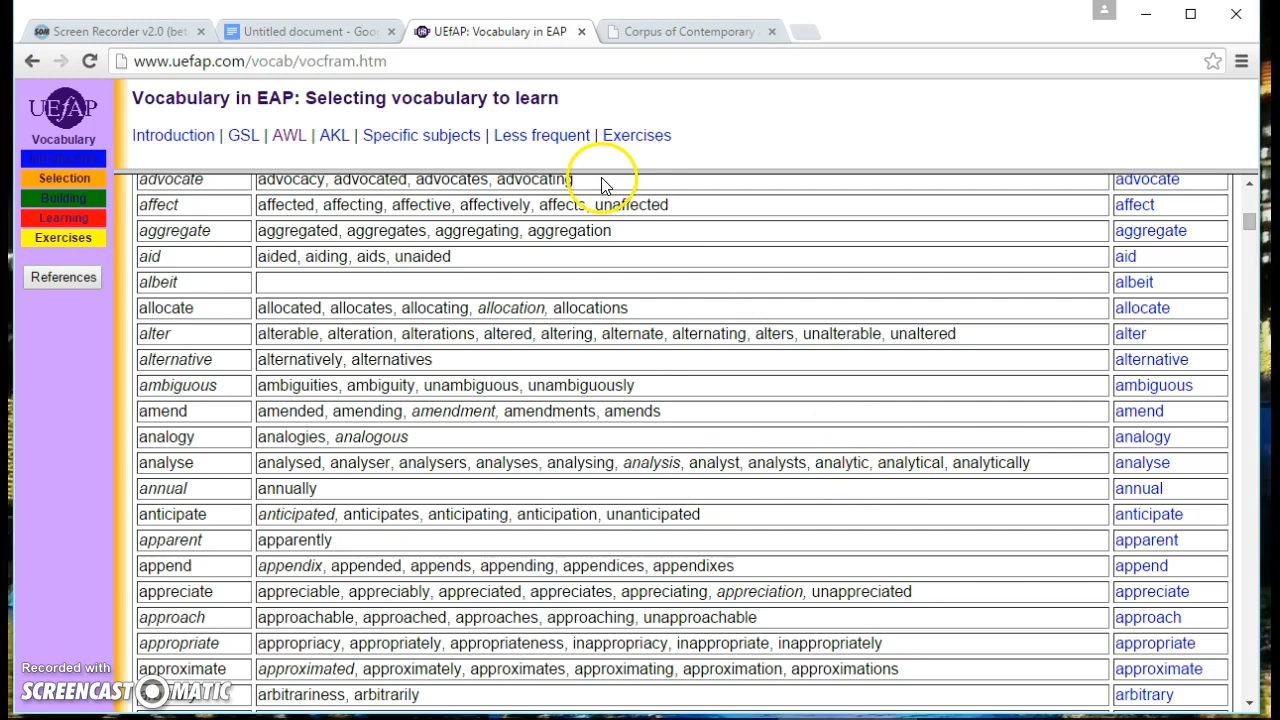 Screen Recorder v2.0 (bet
Untitled document - Goog
UEfAP: Vocabulary in EAP
Corpus of Contemporary
www.uefap.com/vocab/vocfram.htm
UEfAP
Vocabulary
Introduction
Selection
Building
Learning
Exercises
References
Vocabulary in EAP: Selecting vocabulary to learn
Introduction | GSL | AWL | AKL | Specific subjects | Less frequent | Exercises
advocate advocacy, advocated, advocates, advocating advocate
affect affected, affecting, affective, affectively, affects, unaffected affect
aggregate aggregated, aggregates, aggregating, aggregation aggregate
aid aided, aiding, aids, unaided aid
albeit albeit
allocate allocated, allocates, allocating, allocation, allocations allocate
alter alterable, alteration, alterations, altered, altering, alternate, alternating, alters, unalterable, unaltered alter
alternative alternatively, alternatives alternative
ambiguous ambiguities, ambiguity, unambiguous, unambiguously ambiguous
amend amended, amending, amendment, amendments, amends amend
analogy analogies, analogous analogy
analyse analysed, analyser, analysers, analyses, analysing, analysis, analyst, analysts, analytic, analytical, analytically analyse
annual annually annual
anticipate anticipated, anticipates, anticipating, anticipation, unanticipated anticipate
apparent apparently apparent
append appendix, appended, appends, appending, appendices, appendixes append
appreciate appreciable, appreciably, appreciated, appreciates, appreciating, appreciation, unappreciated appreciate
approach approachable, approached, approaches, approaching, unapproachable approach
appropriate appropriacy, appropriately, appropriateness, inappropriacy, inappropriate, inappropriately appropriate
approximate approximated, approximately, approximates, approximating, approximation, approximations approximate
arbitrariness, arbitrarily arbitrary
Recorded with
SCREENCAST MATIC